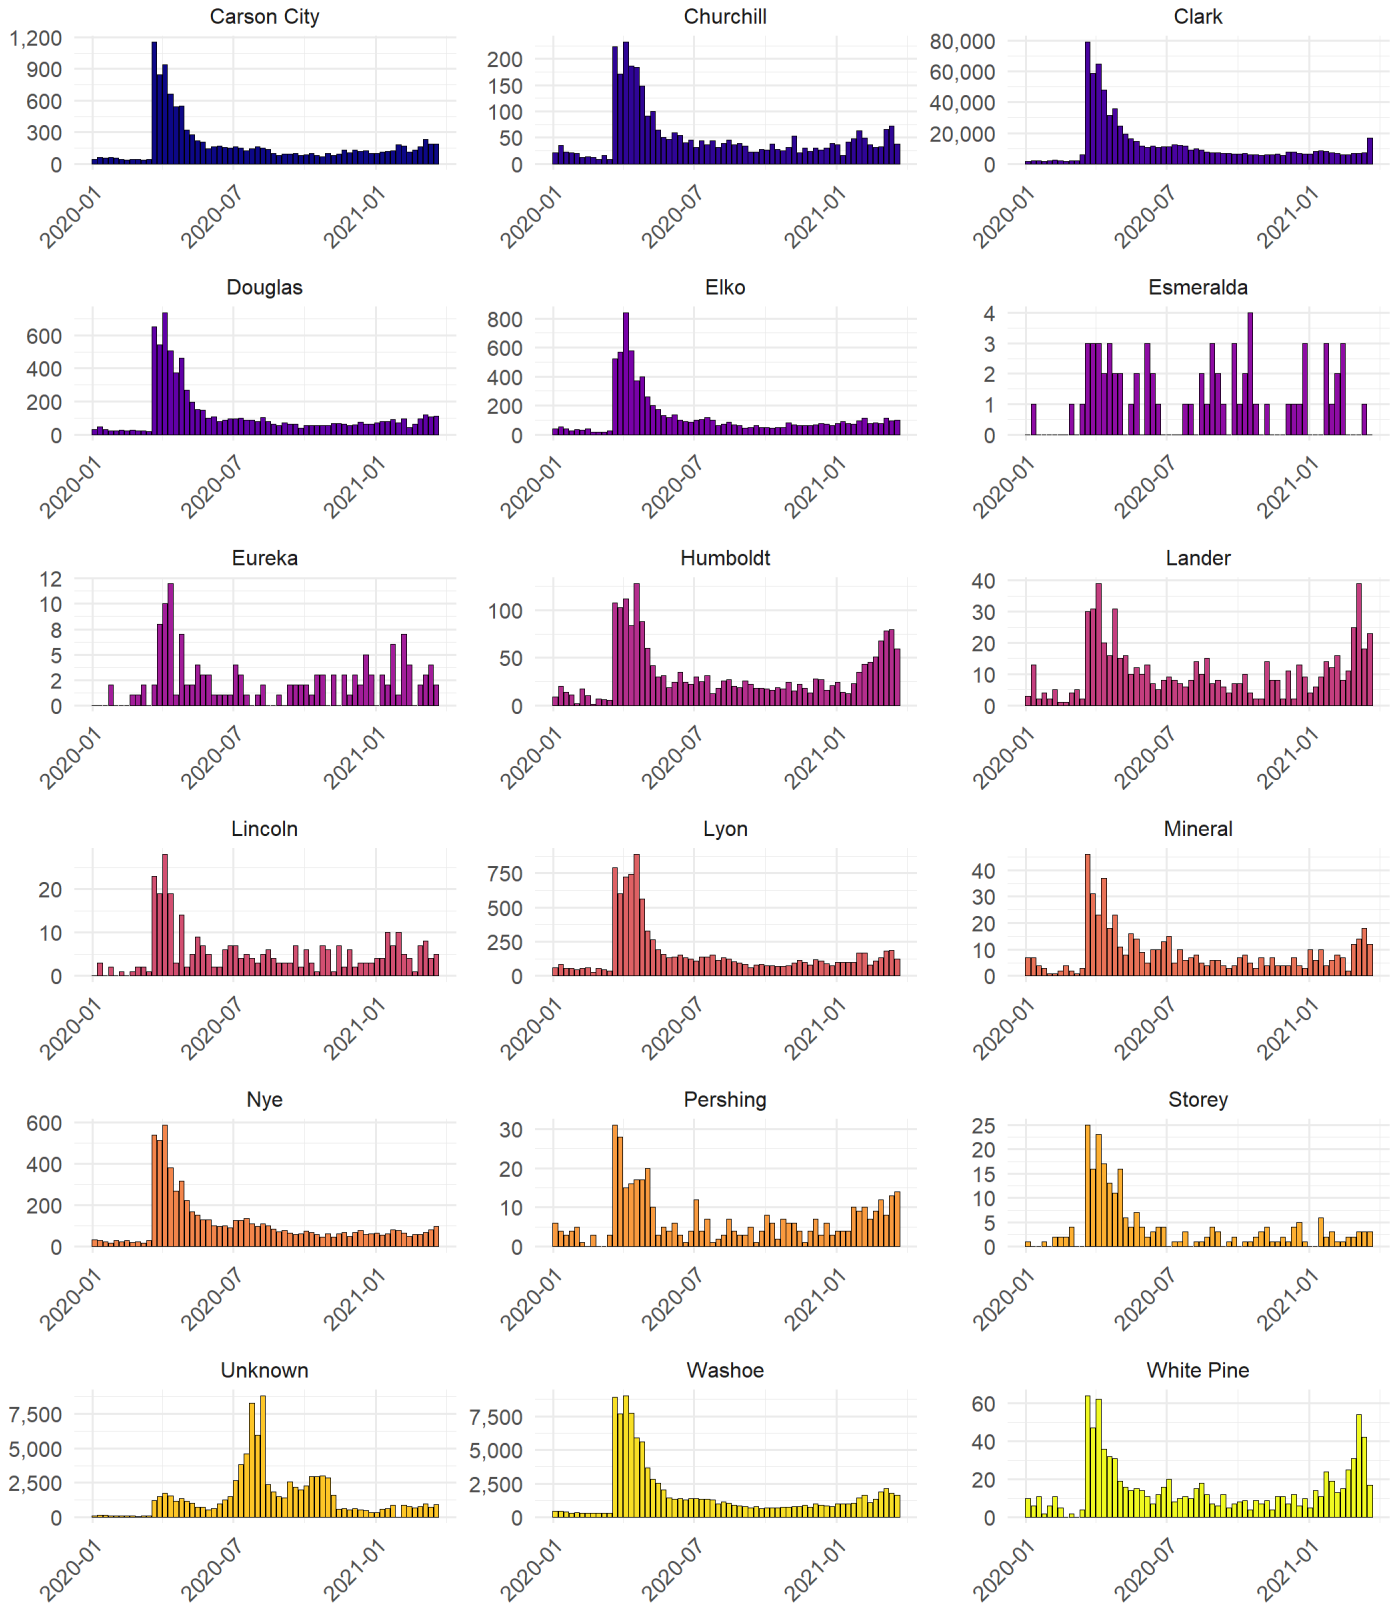 Carson City Churchill Clark
1,200 900 600 300 0
200 150 100 50 0
80,000 60,000 40,000 20,000 0
2020-01 2020-07 2021-01 2020-01 2020-07 2021-01 2020-01 2020-07 2021-01
Douglas Elko Esmeralda
600 400 200 0
800 600 400 200 0
4 3 2 1 0
2020-01 2020-07 2021-01 2020-01 2020-07 2021-01 2020-01 2020-07 2021-01
Eureka Humboldt Lander
12 10 8 5 2 0
100 50 0
40 30 20 10 0
2020-01 2020-07 2021-01 2020-01 2020-07 2021-01 2020-01 2020-07 2021-01
Lincoln Lyon Mineral
20 10 0
750 500 250 0
40 30 20 10 0
2020-01 2020-07 2021-01 2020-01 2020-07 2021-01 2020-01 2020-07 2021-01
Nye Pershing Storey
600 400 200 0
30 20 10 0
25 20 15 10 5 0
2020-01 2020-07 2021-01 2020-01 2020-07 2021-01 2020-01 2020-07 2021-01
Unknown Washoe White Pine
7,500 5,000 2,500 0
7,500 5,000 2,500 0
60 40 20 0
2020-01 2020-07 2021-01 2020-01 2020-07 2021-01 2020-01 2020-07 2021-01